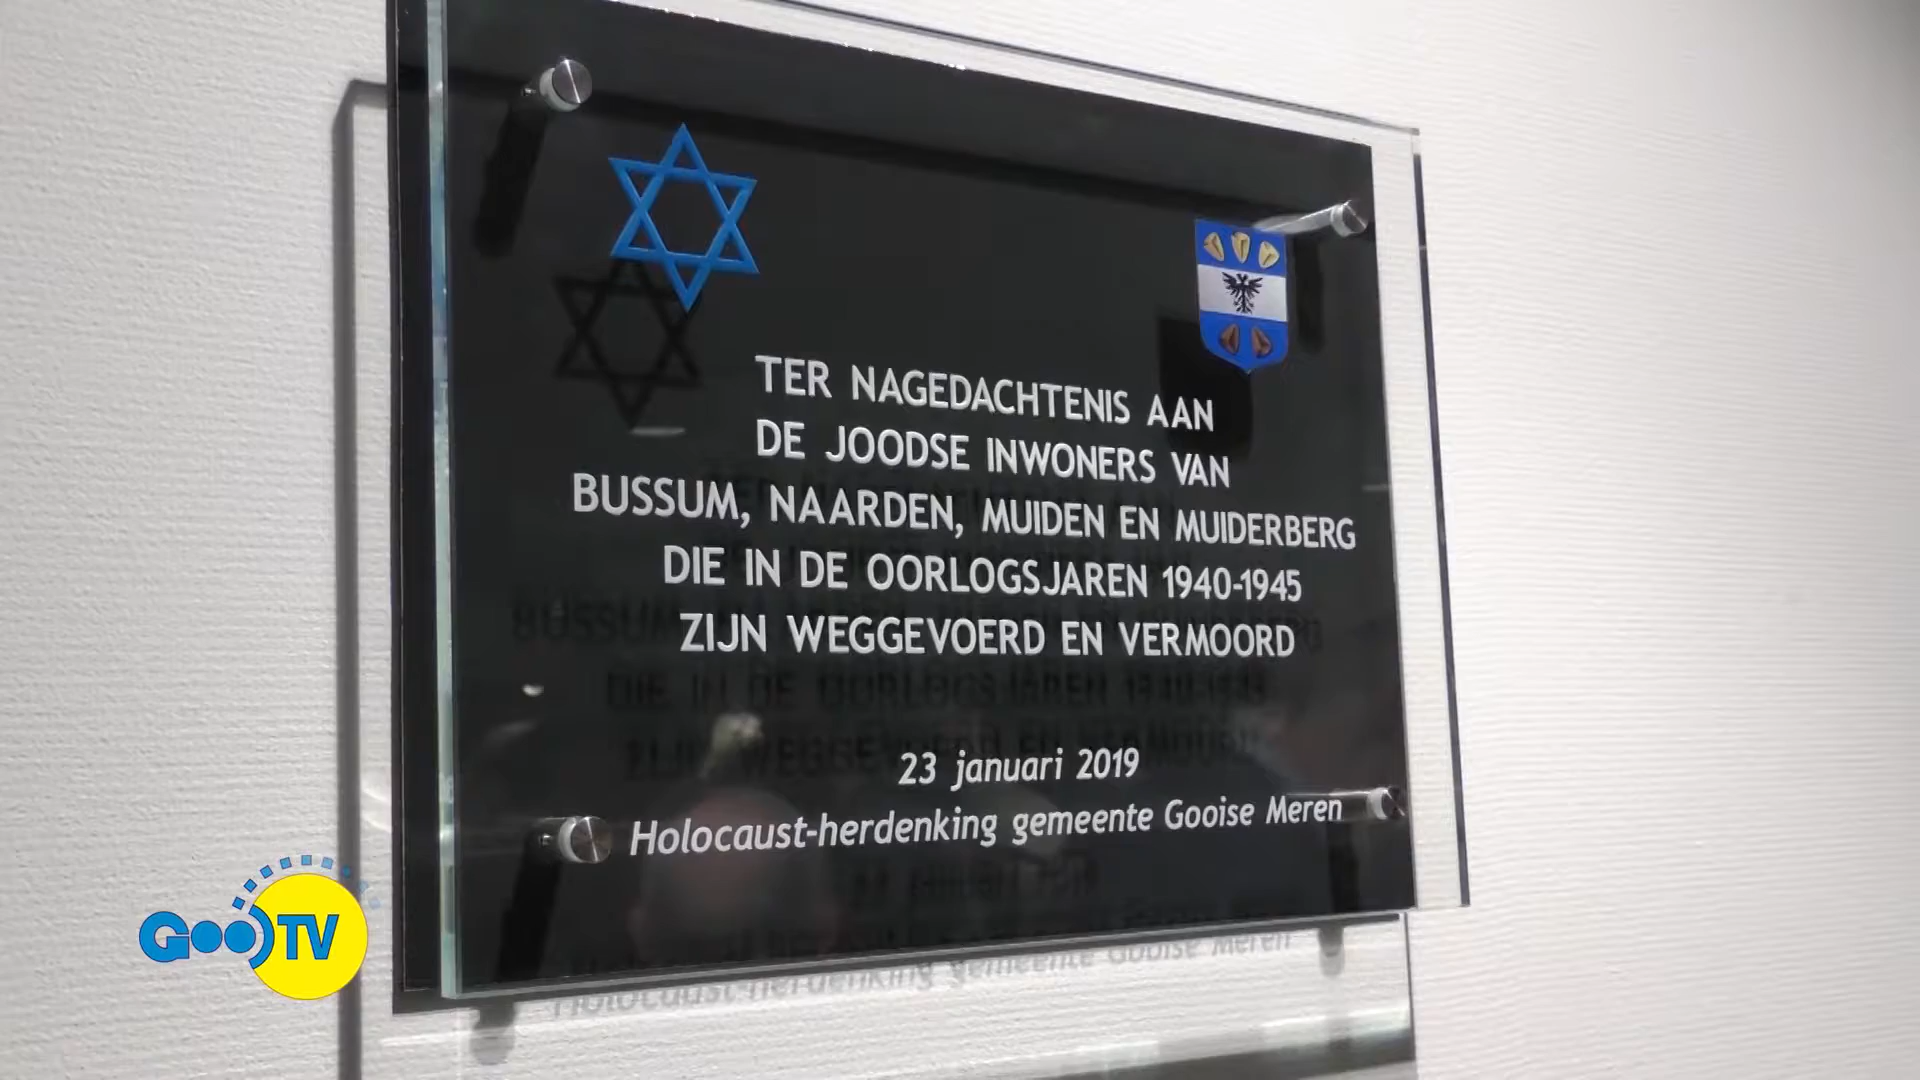 TER NAGEDACHTENIS AAN
DE JOODSE INWONERS VAN
BUSSUM, NAARDEN, MUIDEN EN MUIDERBERG
DIE IN DE OORLOGSJAREN 1940-1945
ZIJN WEGGEVOERD EN VERMOORD
23 januari 2019
Holocaust-herdenking gemeente Gooise Meren
GooiTV